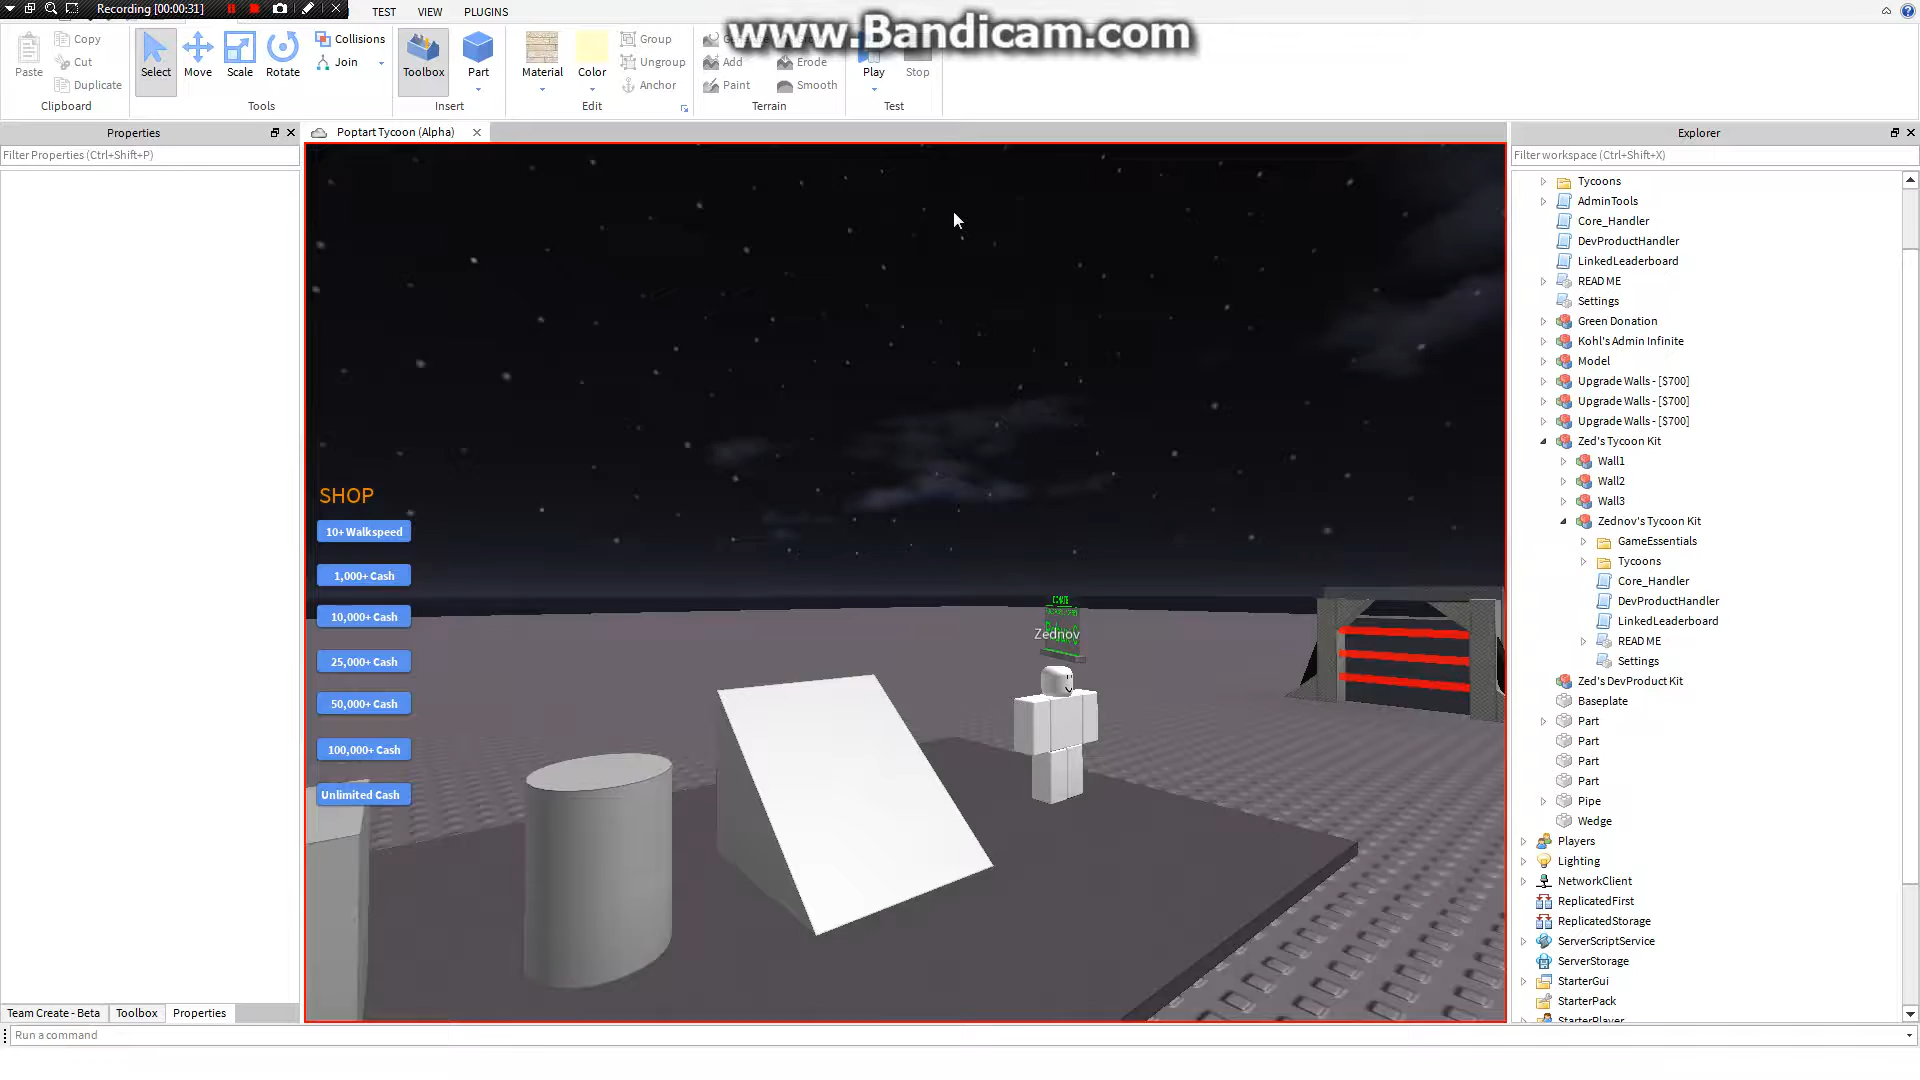 Recording [00:00:31]
TEST VIEW PLUGINS
www.Bandicam.com
Paste
Copy
Cut
Duplicate
Clipboard
Select
Move
Scale
Rotate
Collisions
Join
Tools
Toolbox
Part
Insert
Material
Color
Group
Ungroup
Anchor
Edit
Add
Erode
Paint
Smooth
Terrain
Play
Stop
Test
Properties
Poptart Tycoon (Alpha)
Explorer
Filter Properties (Ctrl+Shift+P)
Filter workspace (Ctrl+Shift+X)
SHOP
10+ Walkspeed
1,000+ Cash
10,000+ Cash
25,000+ Cash
50,000+ Cash
100,000+ Cash
Unlimited Cash
DONATE
Zednov
Tycoons
AdminTools
Core_Handler
DevProductHandler
LinkedLeaderboard
READ ME
Settings
Green Donation
Kohl's Admin Infinite
Model
Upgrade Walls - [$700]
Upgrade Walls - [$700]
Upgrade Walls - [$700]
Zed's Tycoon Kit
Wall1
Wall2
Wall3
Zednov's Tycoon Kit
GameEssentials
Tycoons
Core_Handler
DevProductHandler
LinkedLeaderboard
READ ME
Settings
Zed's DevProduct Kit
Baseplate
Part
Part
Part
Part
Pipe
Wedge
Players
Lighting
NetworkClient
ReplicatedFirst
ReplicatedStorage
ServerScriptService
ServerStorage
StarterGui
StarterPack
StarterPlayer
Team Create - Beta
Toolbox
Properties
Run a command